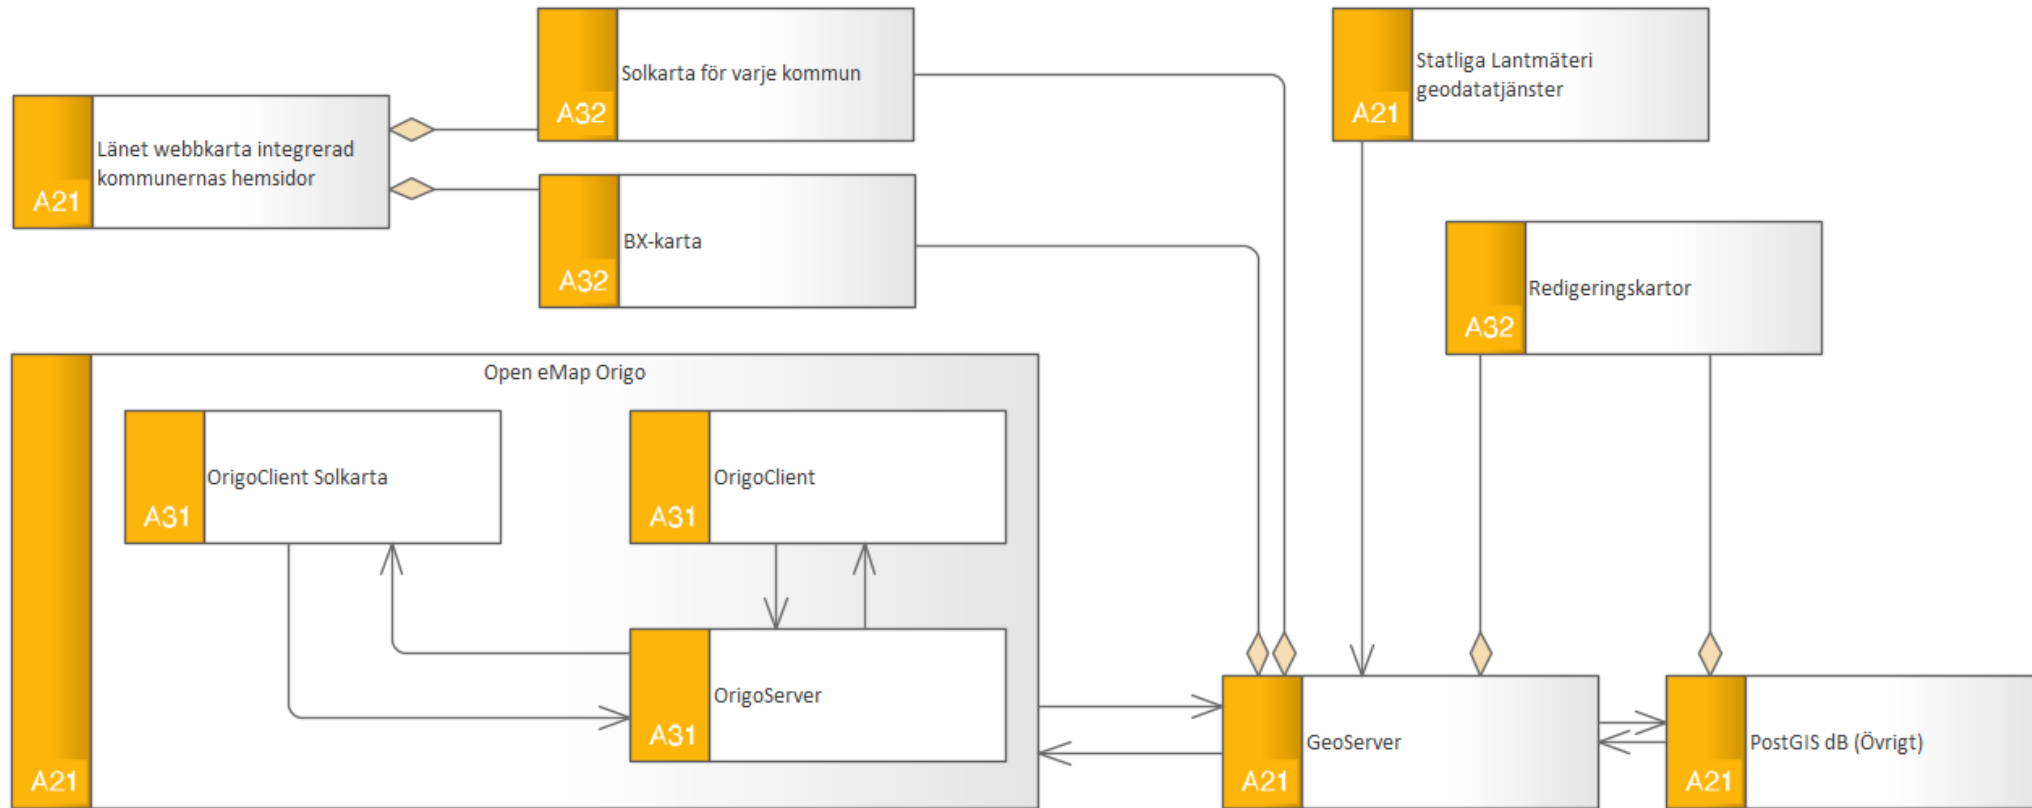 Solkarta för varje kommun
A32
Statliga Lantmäteri
geodatatjänster
A21
Länet webbkarta integrerad
kommunernas hemsidor
A21
BX-karta
A32
Redigeringskartor
A32
Open eMap Origo
A21
OrigoClient Solkarta
A31
OrigoClient
A31
OrigoServer
A31
GeoServer
A21
PostGIS dB (Övrigt)
A21